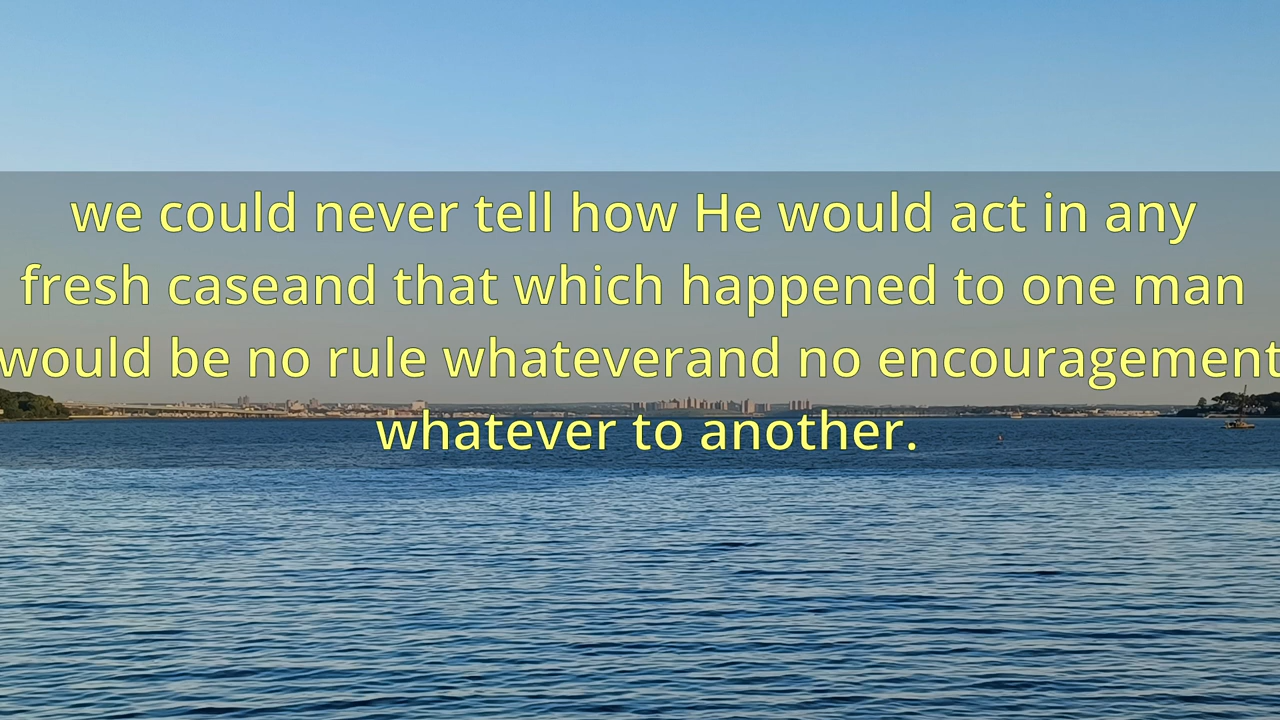 we could never tell how He would act in any
fresh caseand that which happened to one man
would be no rule whateverand no encouragement
whatever to another.